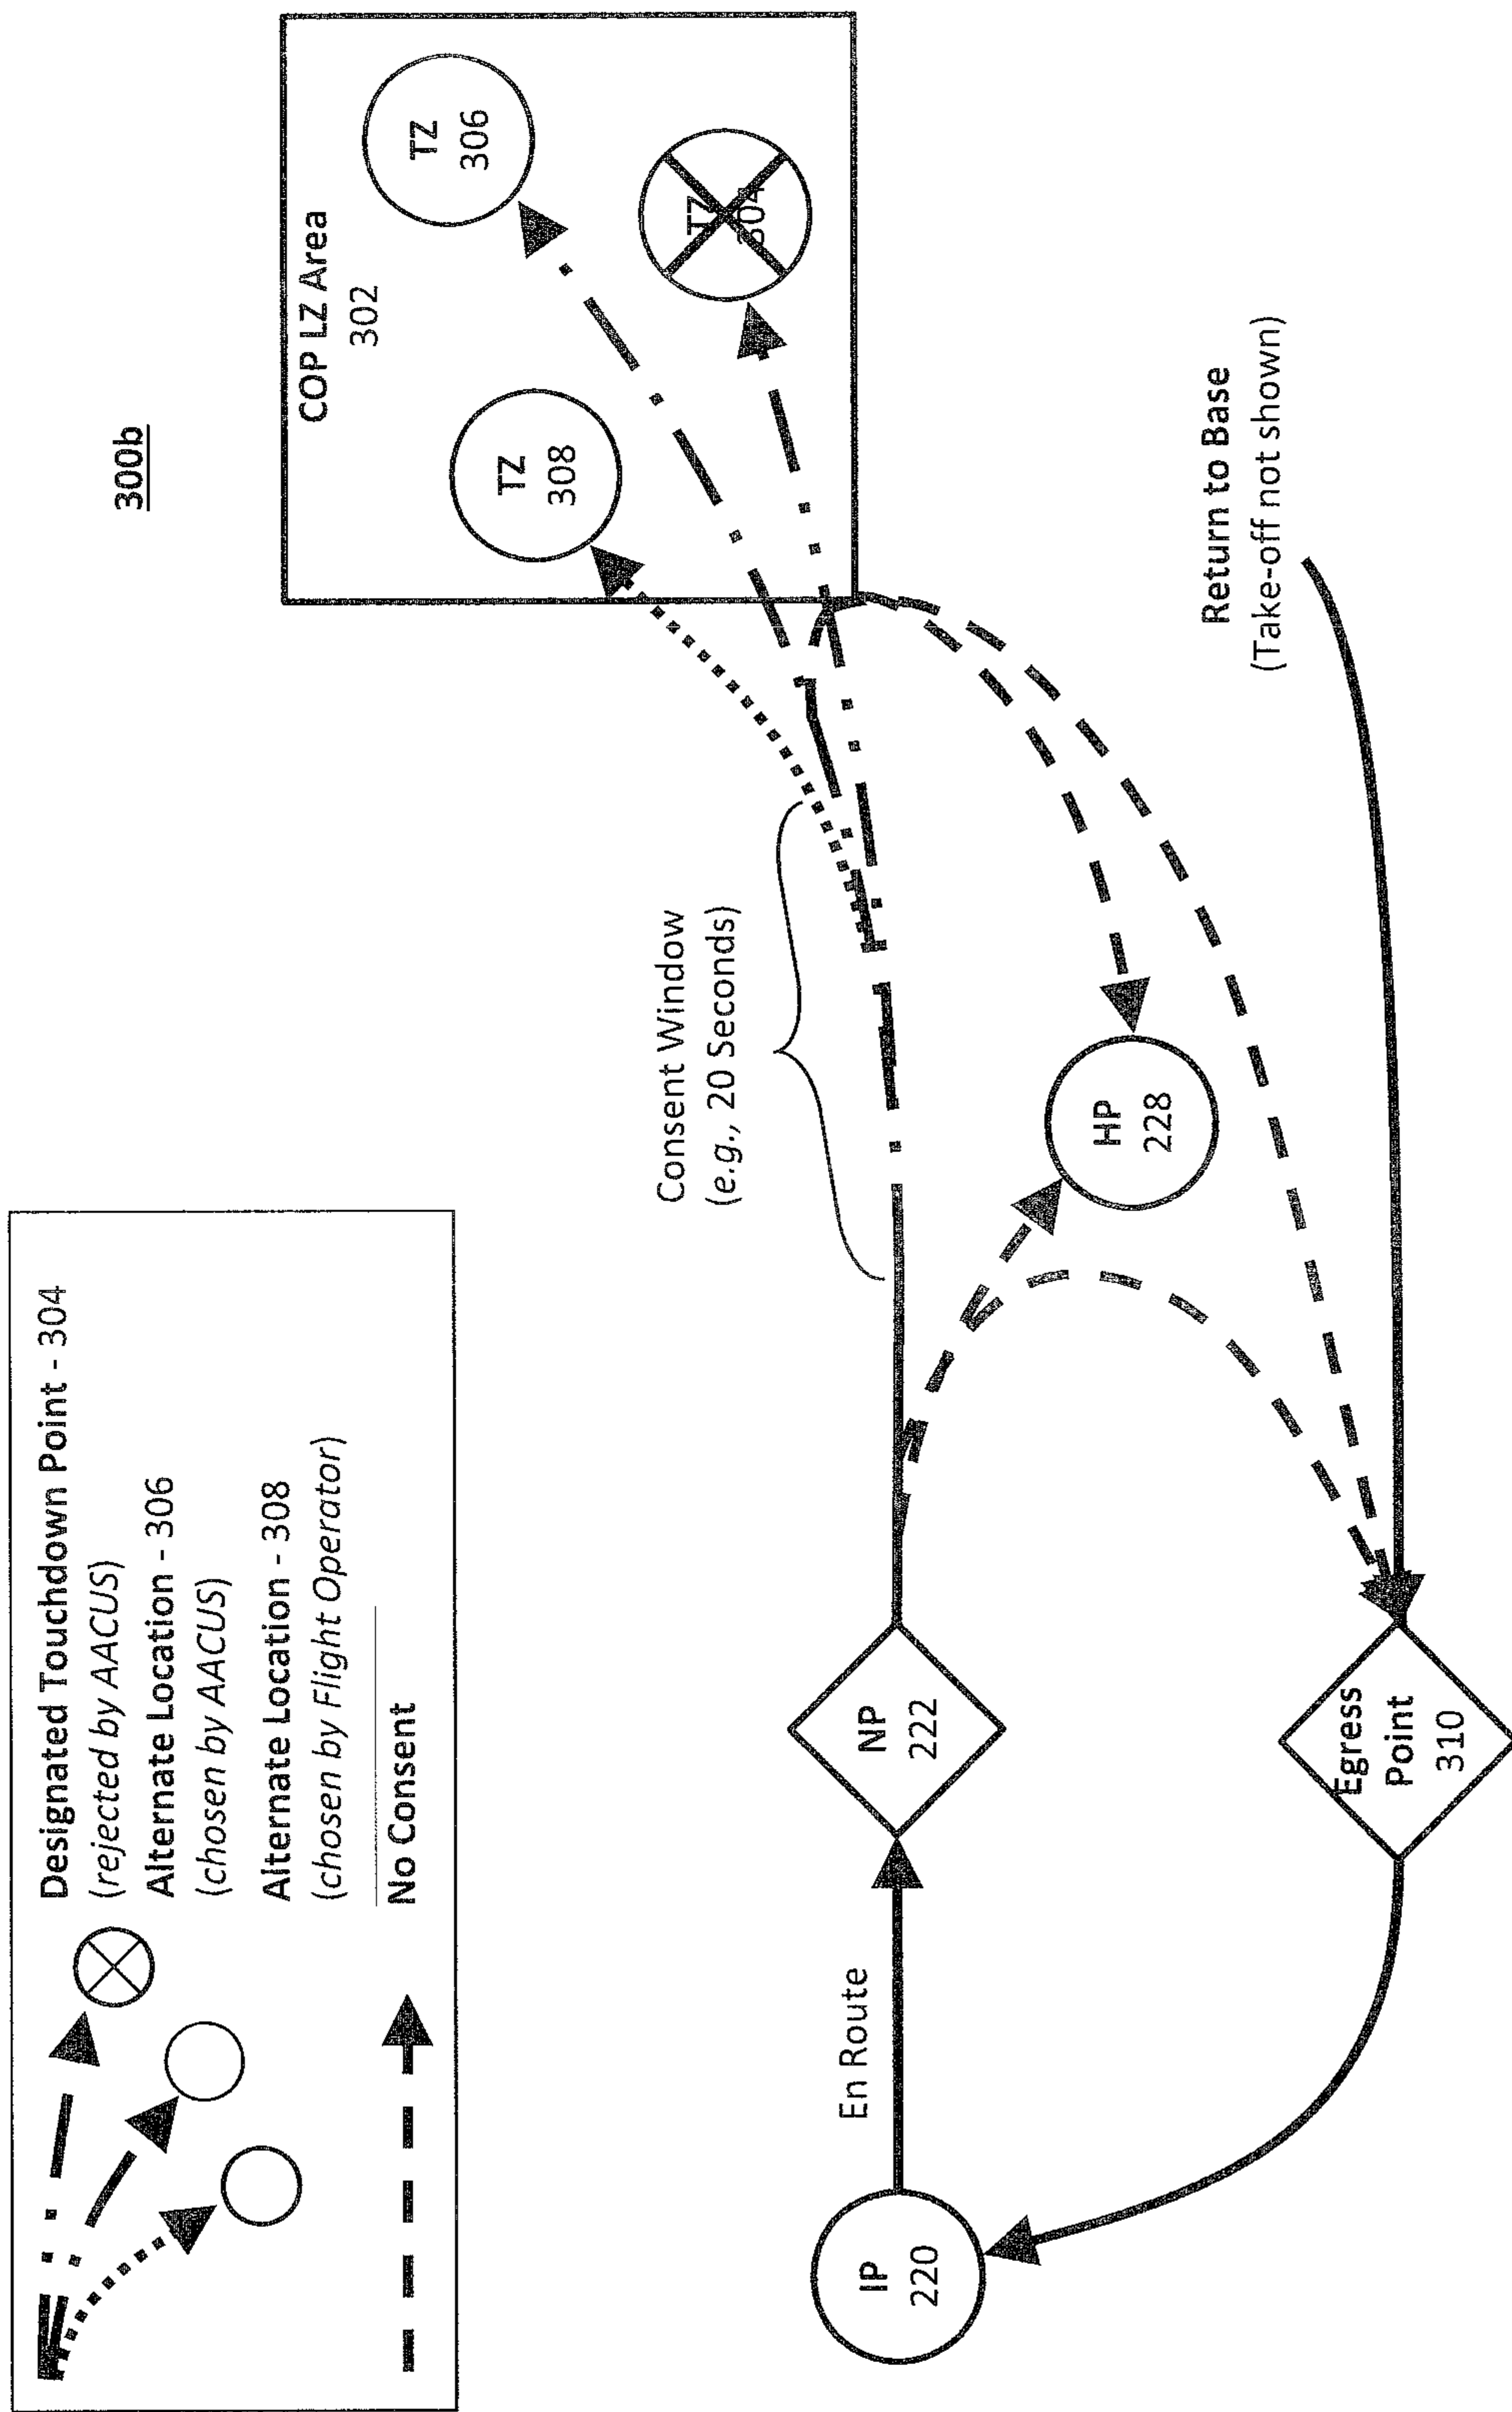 Designated Touchdown Point - 304
(rejected by AACUS)
Alternate Location - 306
(chosen by AACUS)
Alternate Location - 308
(chosen by Flight Operator)
No Consent
300b
COP LZ Area
302
TZ
306
TZ
308
TZ
304
Consent Window
(e.g., 20 Seconds)
En Route
IP
220
NP
222
HP
228
Return to Base
(Take-off not shown)
Egress
Point
310